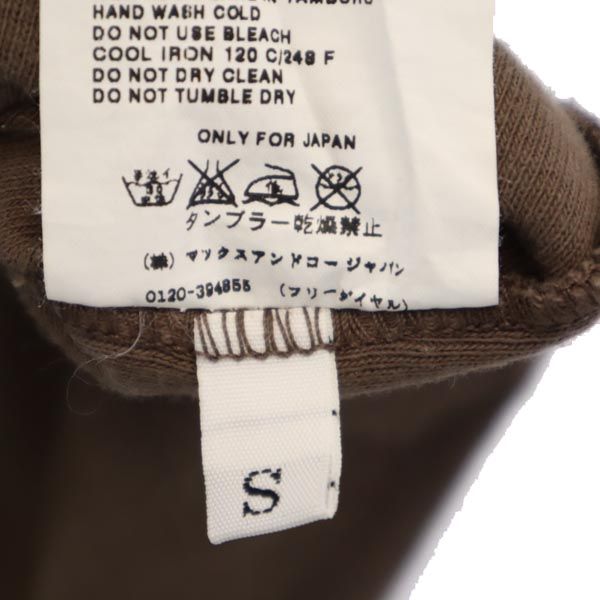 HAND WASH COLD
DO NOT USE BLEACH
COOL IRON 120 C/248 F
DO NOT DRY CLEAN
DO NOT TUMBLE DRY
ONLY FOR JAPAN
タンブラー乾燥禁止
(株) マックスアンドコー ジャパン
0120-394855 (フリーダイヤル)
S